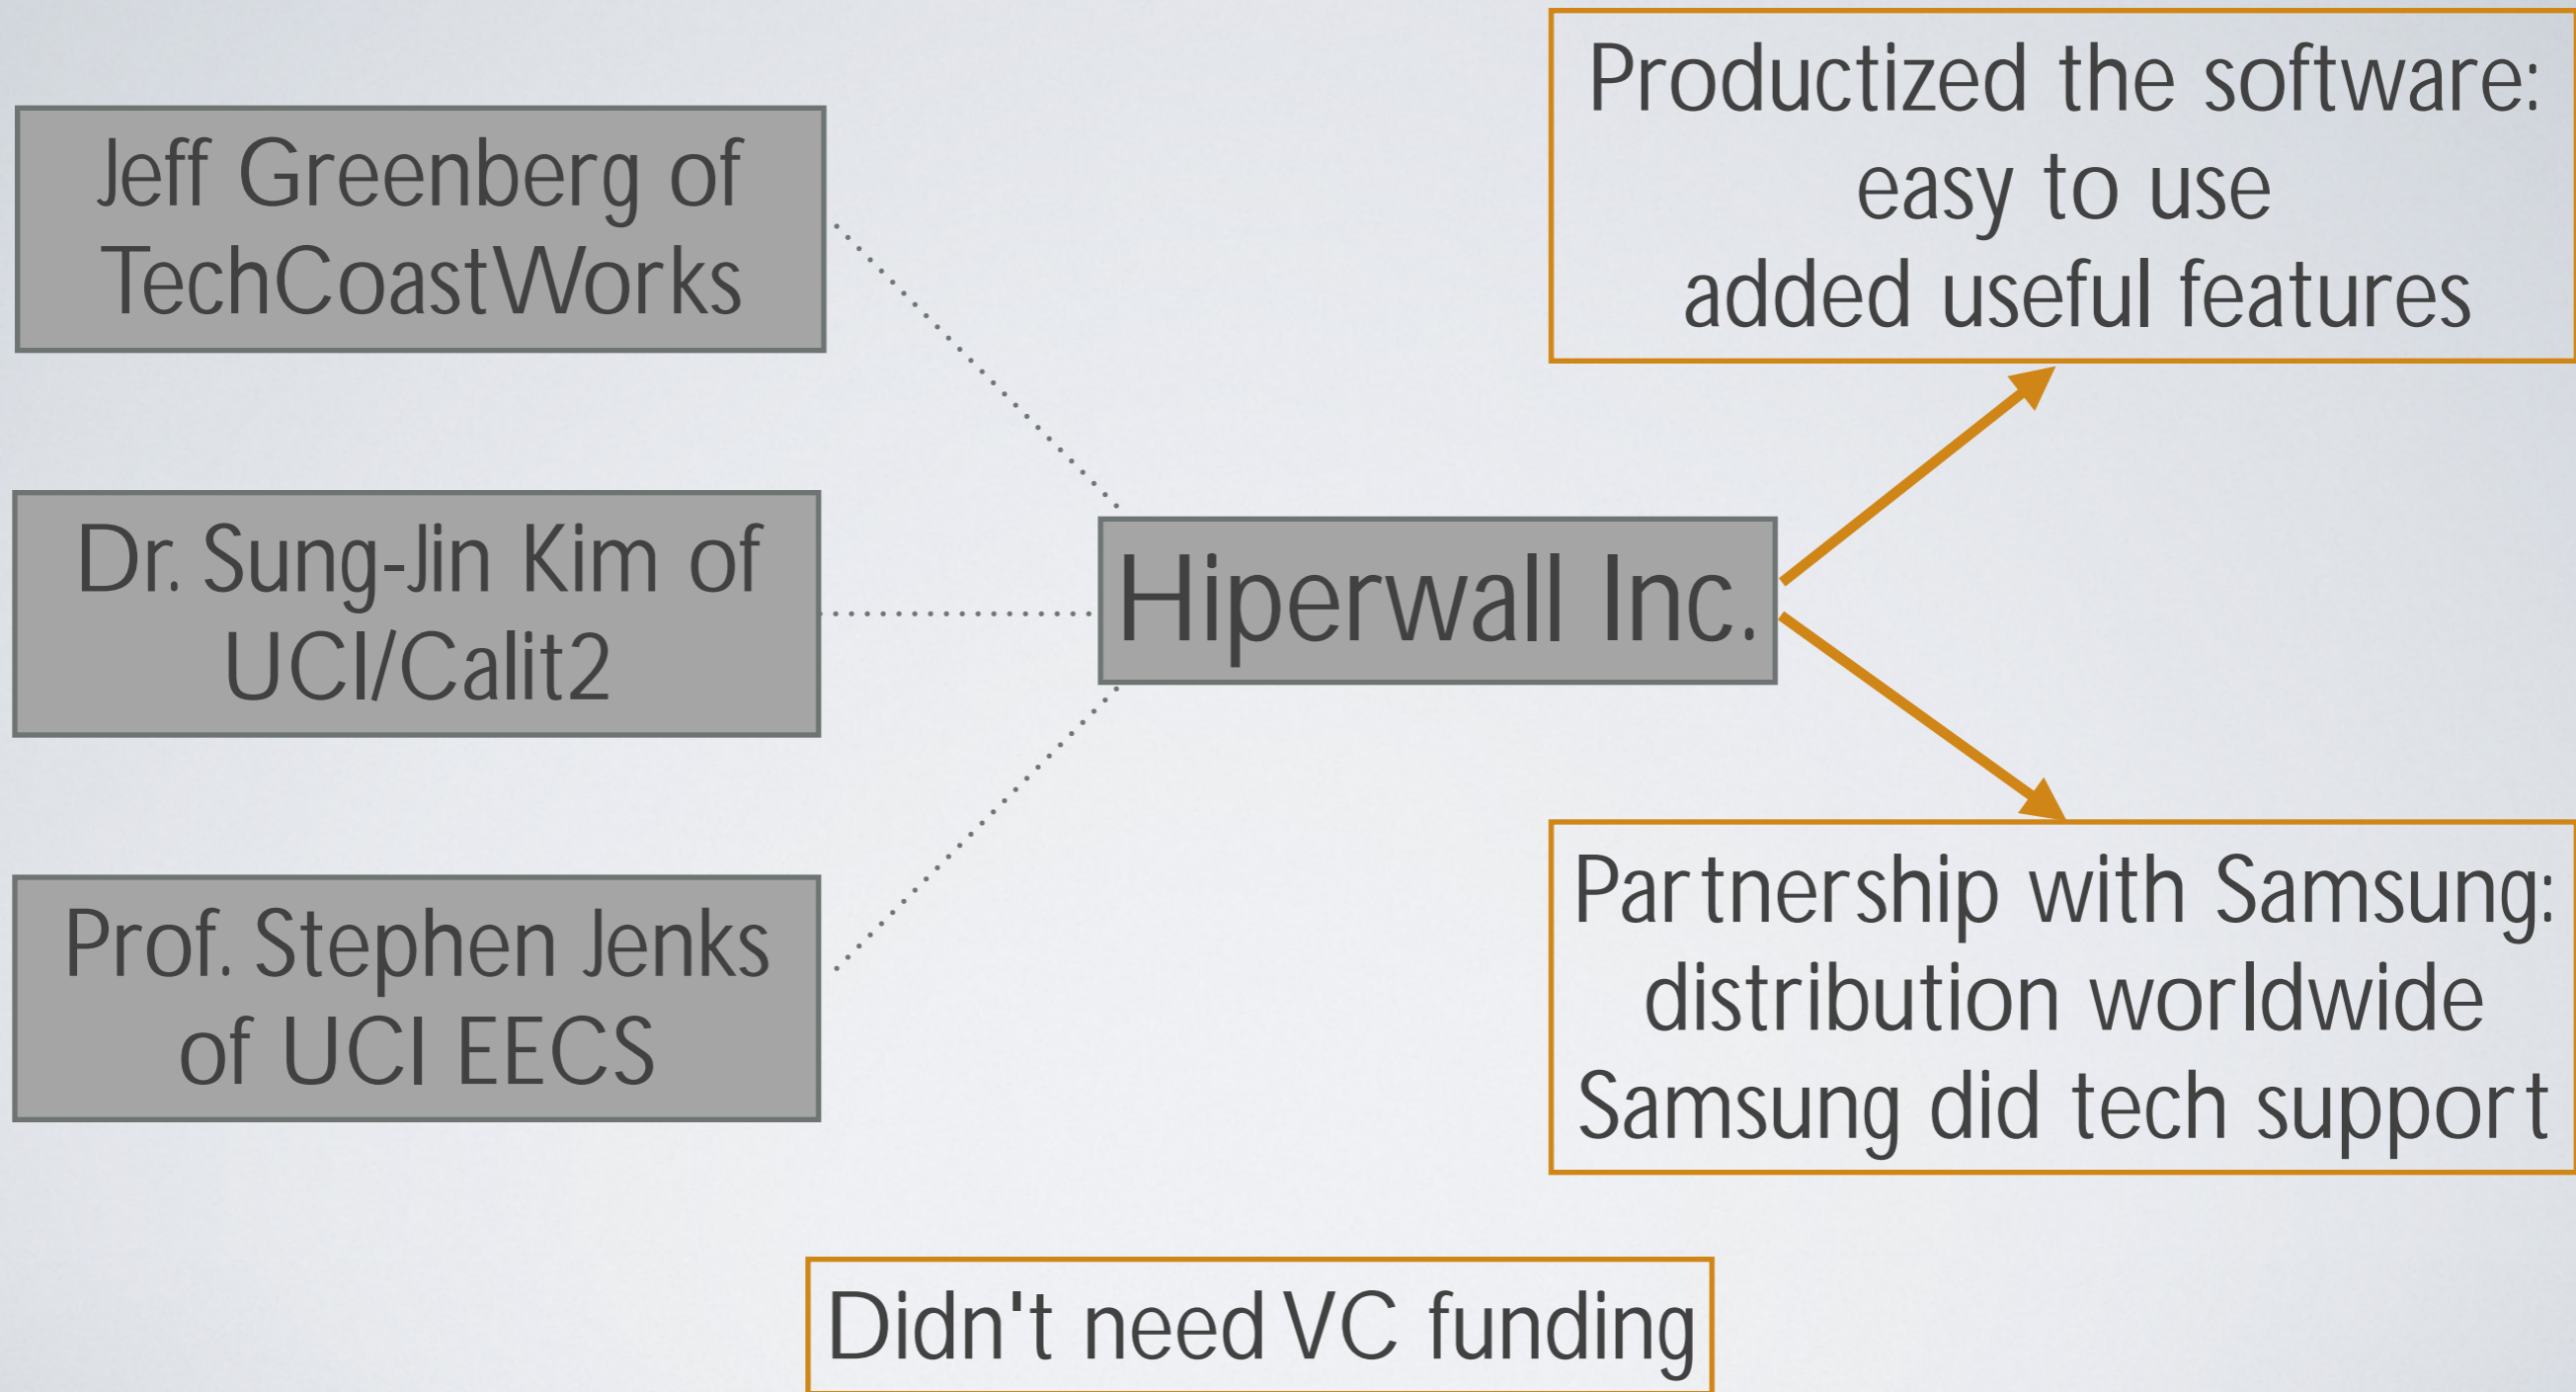 Jeff Greenberg of
TechCoastWorks
Dr. Sung-Jin Kim of
UCI/Calit2
Prof. Stephen Jenks
of UCI EECS
Hiperwall Inc.
Productized the software:
easy to use
added useful features
Partnership with Samsung:
distribution worldwide
Samsung did tech support
Didn't need VC funding